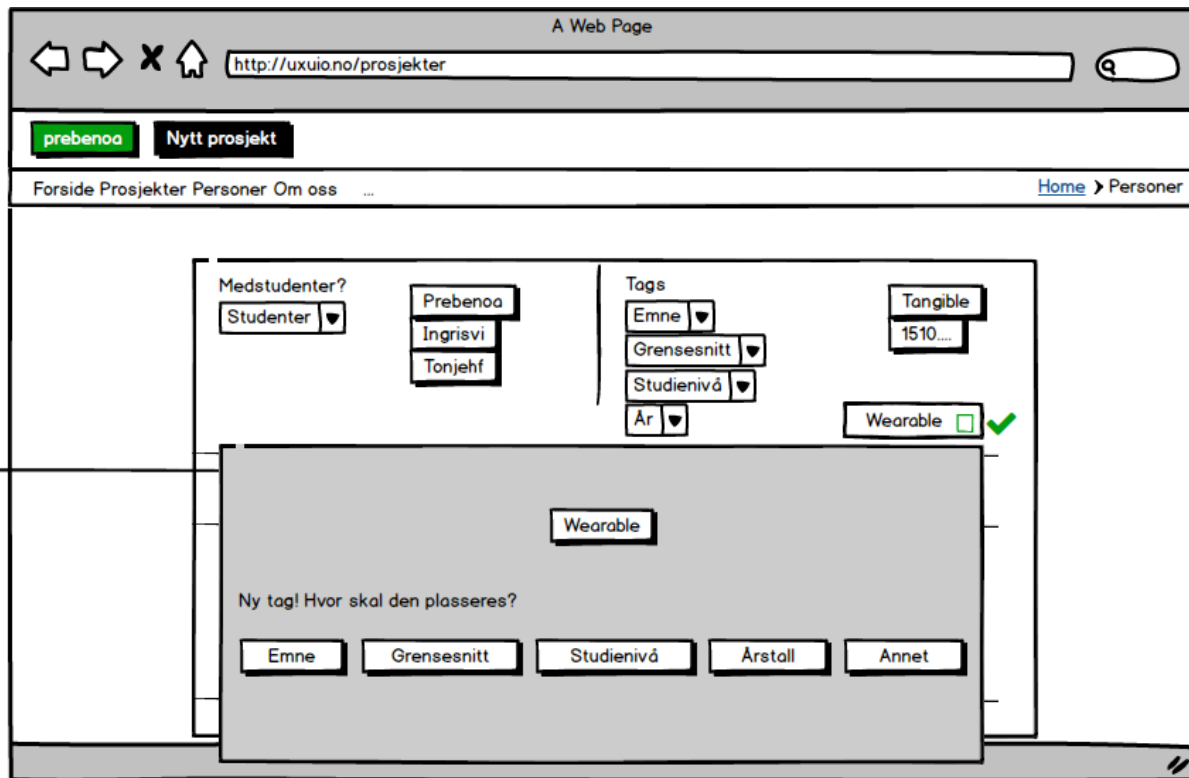 A Web Page
http://uxuio.no/prosjekter
prebenoa Nytt prosjekt
Forside Prosjekter Personer Om oss ...
Home > Personer
Medstudenter?
Studenter
Prebenoa
Ingrisvi
Tonjehf
Tags
Emne
Grensesnitt
Studienivå
År
Tangible
1510....
Wearable
Wearable
Ny tag! Hvor skal den plasseres?
Emne Grensesnitt Studienivå Årstall Annet